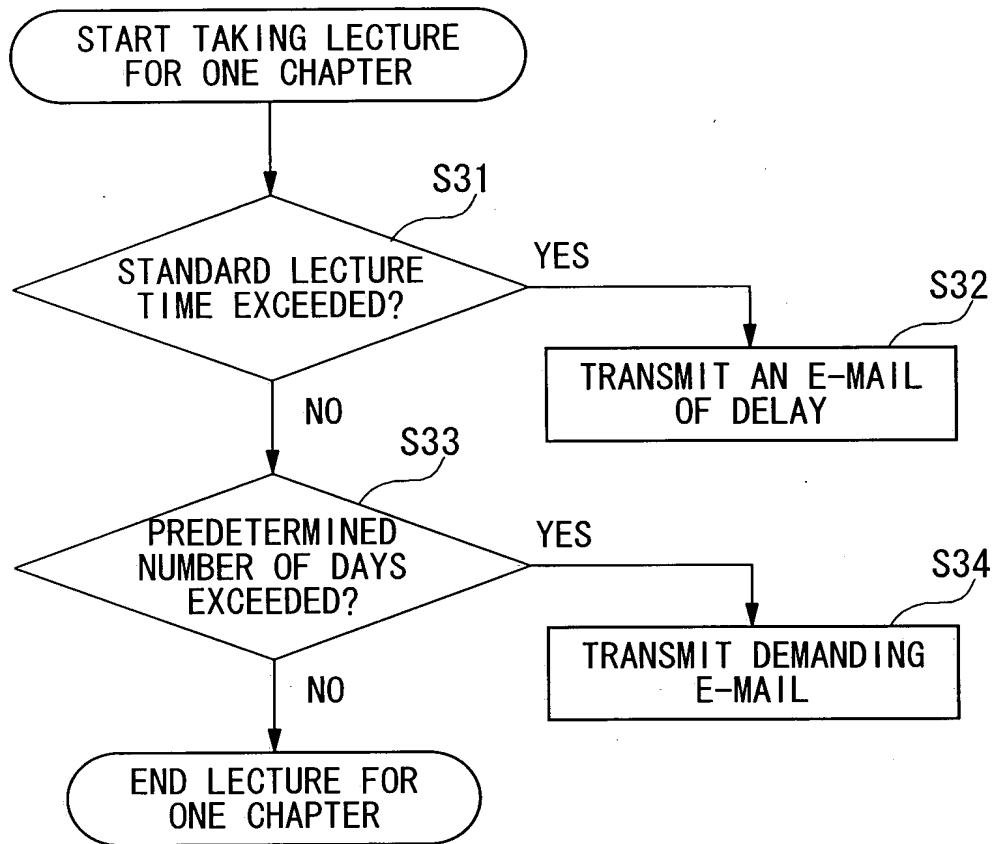 START TAKING LECTURE
FOR ONE CHAPTER
S31
STANDARD LECTURE
TIME EXCEEDED?
YES
S32
TRANSMIT AN E-MAIL
OF DELAY
NO
S33
PREDETERMINED
NUMBER OF DAYS
EXCEEDED?
YES
S34
TRANSMIT DEMANDING
E-MAIL
NO
END LECTURE FOR
ONE CHAPTER